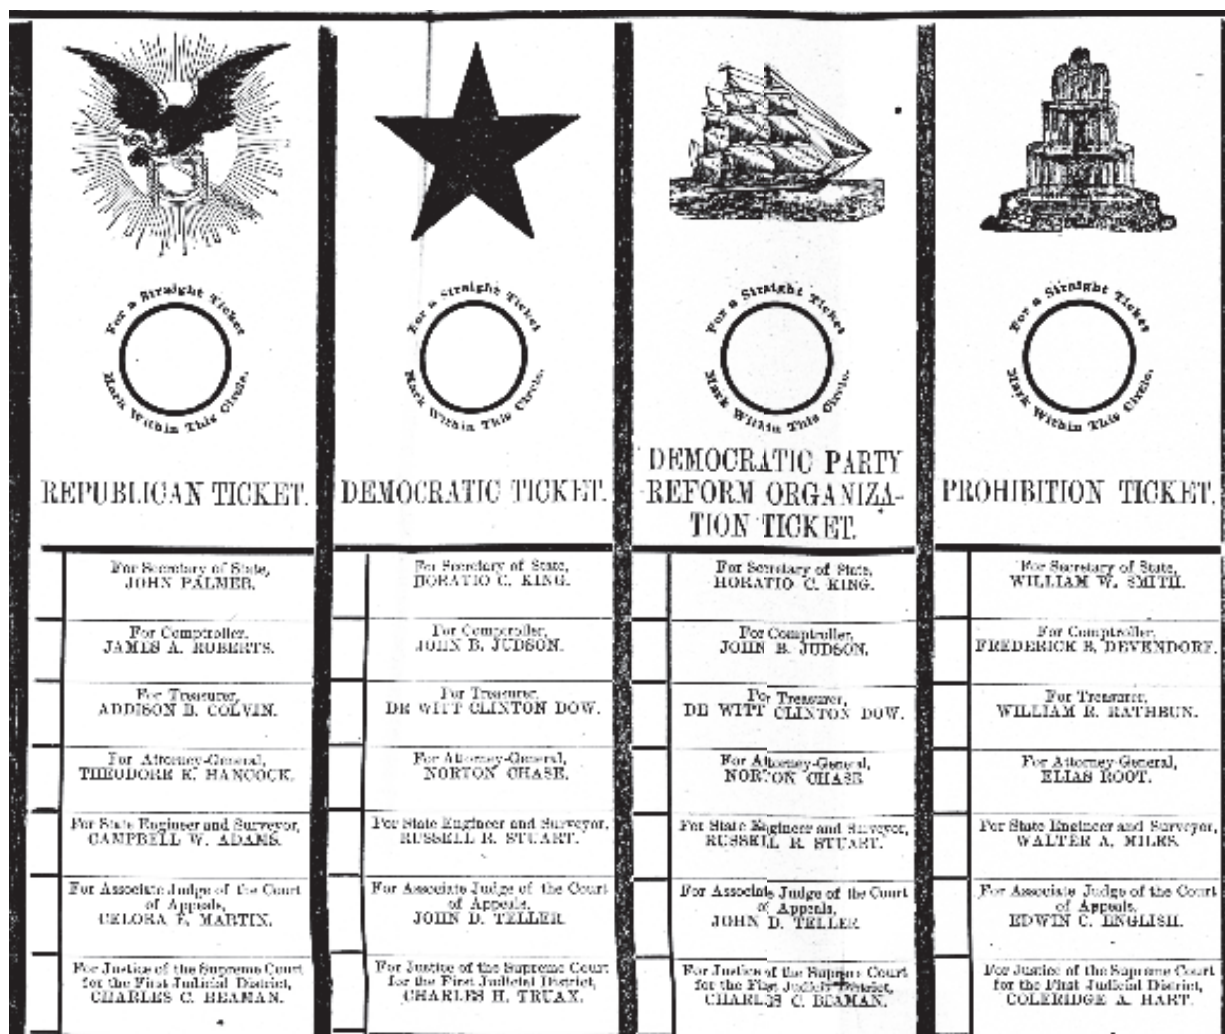 For a Straight Ticket
Mark Within This Circle.
REPUBLICAN TICKET.
For Secretary of State,
JOHN PALMER.
For Comptroller,
JAMES A. ROBERTS.
For Treasurer,
ADDISON B. COLVIN.
For Attorney-General,
THEODORE E. HANCOCK.
For State Engineer and Surveyor,
CAMPBELL W. ADAMS.
For Associate Judge of the Court
of Appeals,
CELORA E. MARTIN.
For Justice of the Supreme Court
for the First Judicial District,
CHARLES C. BEAMAN.
For a Straight Ticket
Mark Within This Circle.
DEMOCRATIC TICKET.
For Secretary of State,
HORATIO C. KING.
For Comptroller,
JOHN B. JUDSON.
For Treasurer,
DE WITT CLINTON DOW.
For Attorney-General,
NORTON CHASE.
For State Engineer and Surveyor,
RUSSELL R. STUART.
For Associate Judge of the Court
of Appeals,
JOHN D. TELLER.
For Justice of the Supreme Court
for the First Judicial District,
CHARLES H. TRUAX.
For a Straight Ticket
Mark Within This Circle.
DEMOCRATIC PARTY
REFORM ORGANIZA-
TION TICKET.
For Secretary of State,
HORATIO C. KING.
For Comptroller,
JOHN B. JUDSON.
For Treasurer,
DE WITT CLINTON DOW.
For Attorney-General,
NORTON CHASE
For State Engineer and Surveyor,
RUSSELL R. STUART.
For Associate Judge of the Court
of Appeals,
JOHN D. TELLER.
For Justice of the Supreme Court
for the First Judicial District,
CHARLES C. BEAMAN.
For a Straight Ticket
Mark Within This Circle.
PROHIBITION TICKET.
For Secretary of State,
WILLIAM W. SMITH.
For Comptroller,
FREDERICK B. DEVENDORF.
For Treasurer,
WILLIAM R. RATHBUN.
For Attorney-General,
ELIAS ROOT.
For State Engineer and Surveyor,
WALTER A. MILES.
For Associate Judge of the Court
of Appeals,
EDWIN C. ENGLISH.
For Justice of the Supreme Court
for the First Judicial District,
COLERIDGE A. HART.